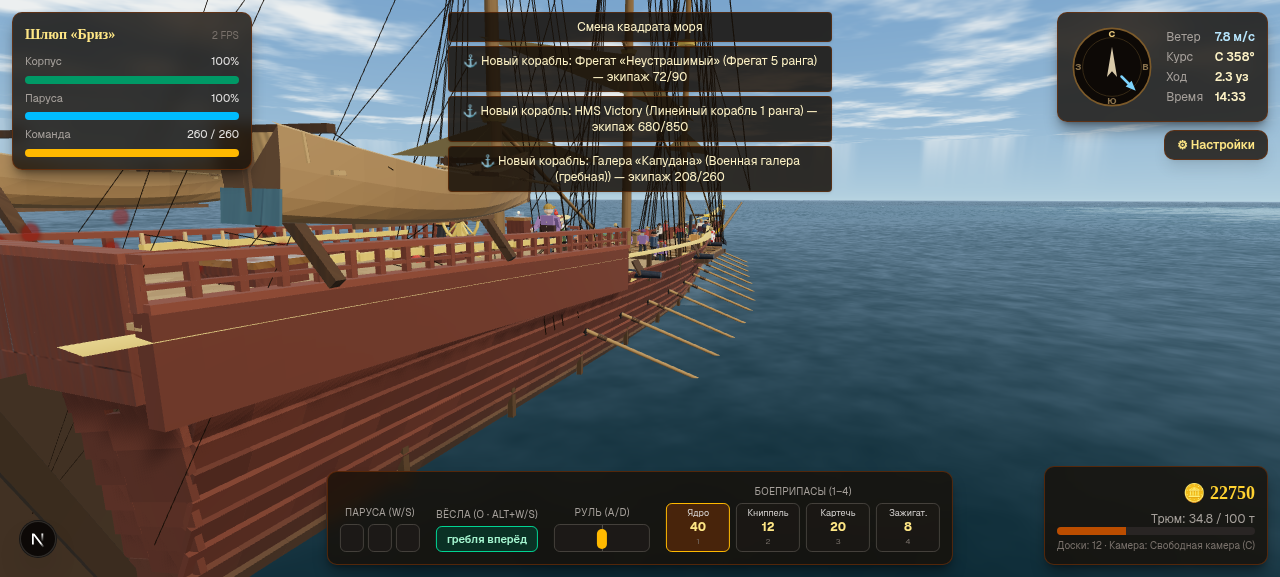 Шлюп «Бриз»
2 FPS
Корпус
100%
Паруса
100%
Команда
260 / 260
Смена квадрата моря
⚓ Новый корабль: Фрегат «Неустрашимый» (Фрегат 5 ранга)
— экипаж 72/90
⚓ Новый корабль: HMS Victory (Линейный корабль 1 ранга) —
экипаж 680/850
⚓ Новый корабль: Галера «Капудана» (Военная галера
(гребная)) — экипаж 208/260
С
З
В
Ю
Ветер 7.8 м/с
Курс С 358°
Ход 2.3 уз
Время 14:33
⚙ Настройки
ПАРУСА (W/S)
ВЁСЛА (O · ALT+W/S)
гребля вперёд
РУЛЬ (A/D)
БОЕПРИПАСЫ (1–4)
Ядро
40
1
Книппель
12
2
Картечь
20
3
Зажигат.
8
4
22750
Трюм: 34.8 / 100 т
Доски: 12 · Камера: Свободная камера (C)
N